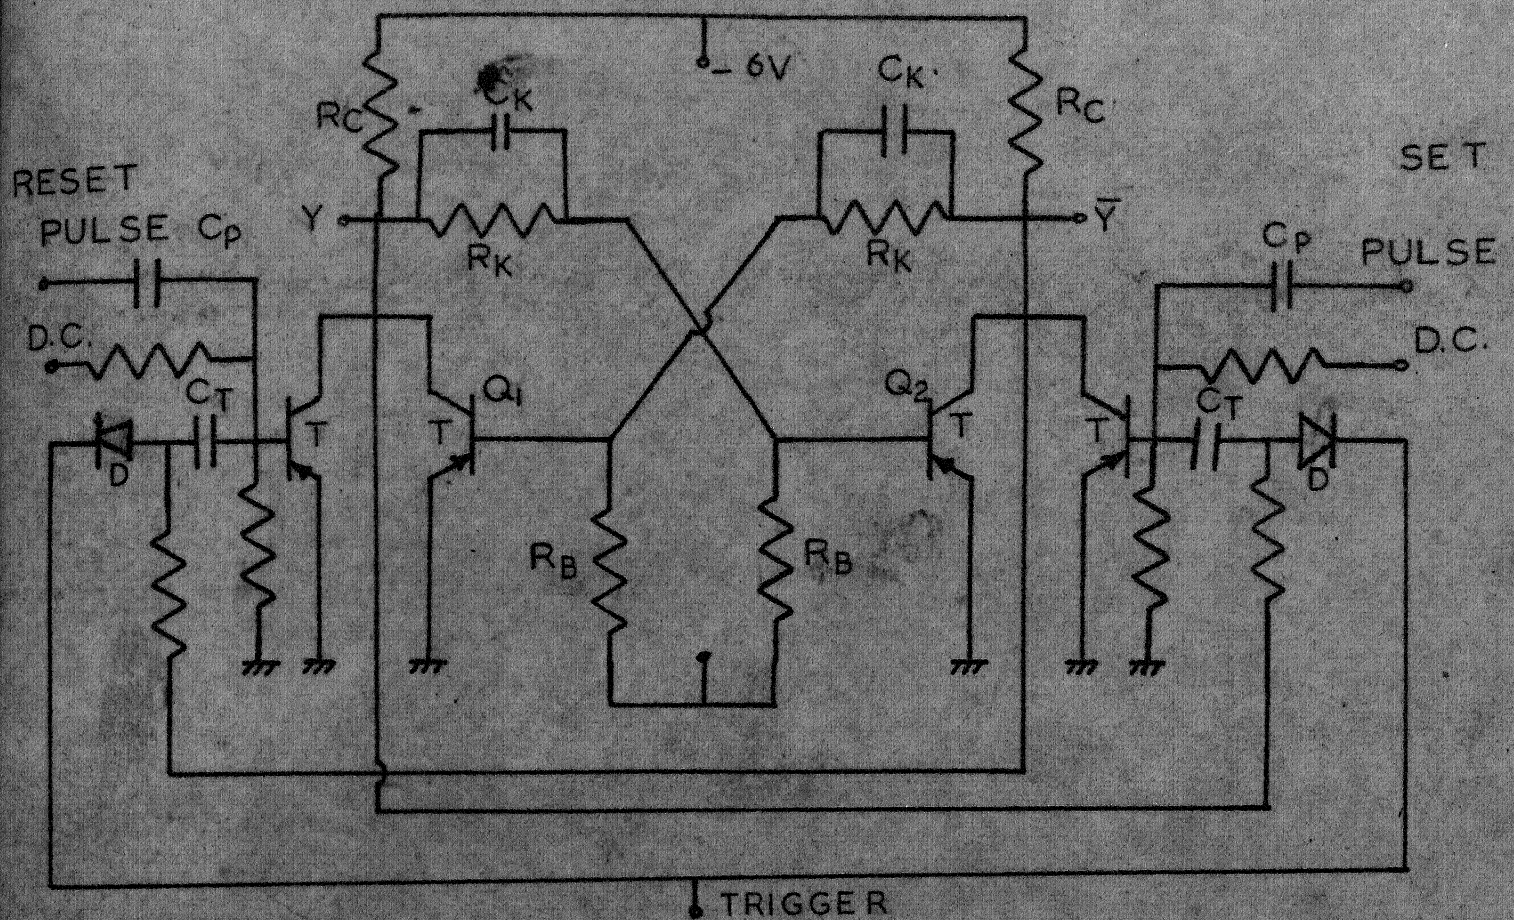 - 6V
CK
CK
RC
RC
RESET
SET
PULSE CP
Y
Y̅
RK
RK
CP PULSE
D.C.
D.C.
CT
Q1
Q2
CT
T
T
T
T
D
D
RB
RB
TRIGGER